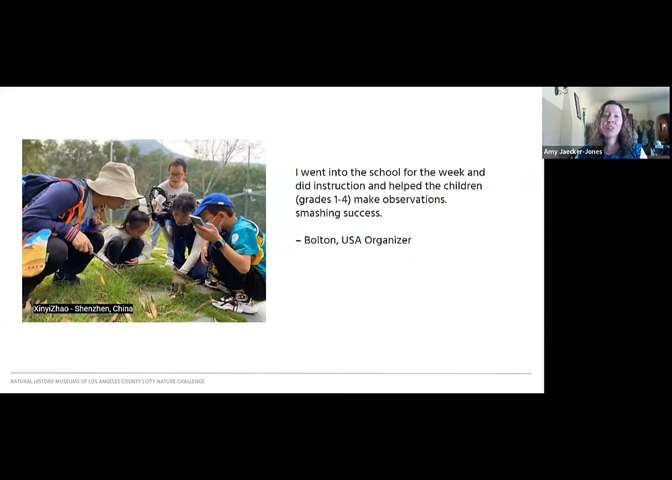 I went into the school for the week and
did instruction and helped the children
(grades 1-4) make observations.
smashing success.
– Bolton, USA Organizer
XinyiZhao - Shenzhen, China
NATURAL HISTORY MUSEUMS OF LOS ANGELES COUNTY | CITY NATURE CHALLENGE
Amy Jaecker-Jones